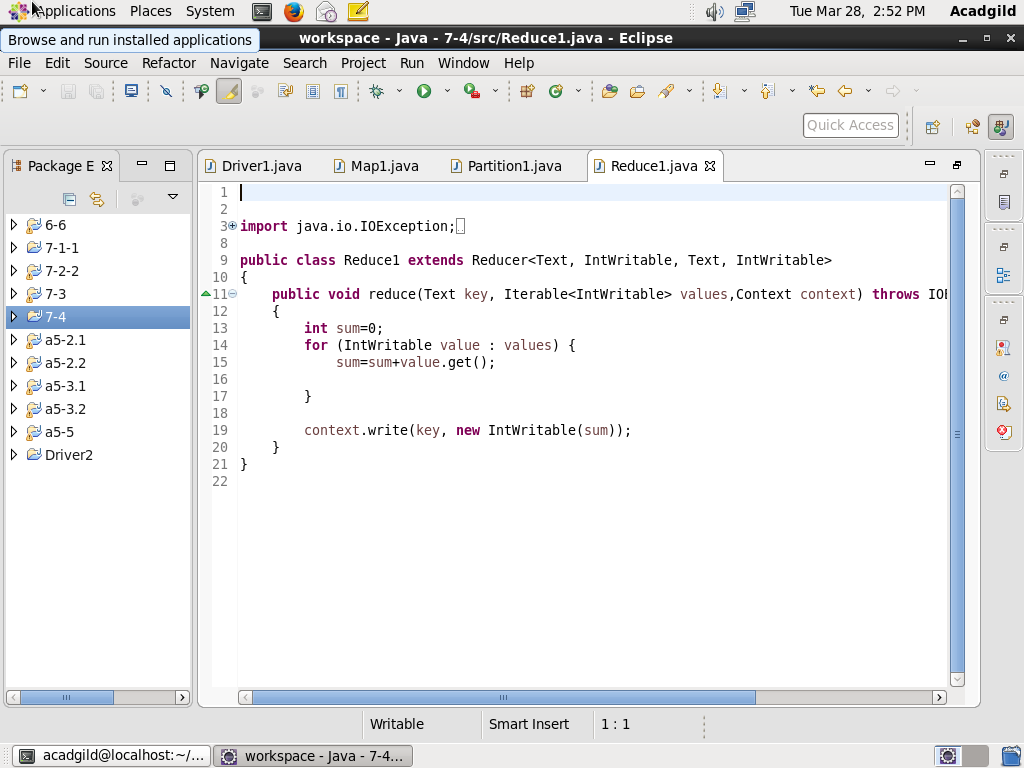 Applications Places System Tue Mar 28, 2:52 PM Acadgild
Browse and run installed applications
workspace - Java - 7-4/src/Reduce1.java - Eclipse
File Edit Source Refactor Navigate Search Project Run Window Help
Quick Access
Package E
Driver1.java Map1.java Partition1.java Reduce1.java
6-6
7-1-1
7-2-2
7-3
7-4
a5-2.1
a5-2.2
a5-3.1
a5-3.2
a5-5
Driver2
1
2
3 import java.io.IOException;
8
9 public class Reduce1 extends Reducer<Text, IntWritable, Text, IntWritable>
10 {
11 public void reduce(Text key, Iterable<IntWritable> values,Context context) throws IOE
12 {
13 int sum=0;
14 for (IntWritable value : values) {
15 sum=sum+value.get();
16
17 }
18
19 context.write(key, new IntWritable(sum));
20 }
21 }
22
Writable Smart Insert 1 : 1
acadgild@localhost:~/... workspace - Java - 7-4...